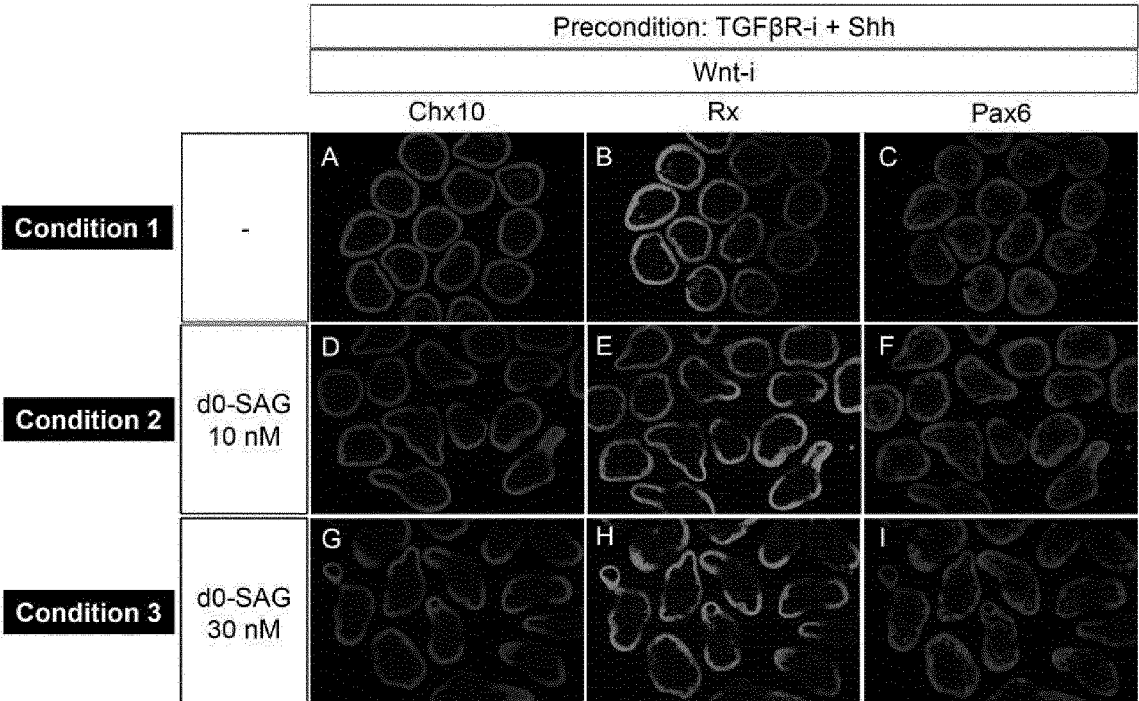 Precondition: TGFβR-i + Shh
Wnt-i
Chx10 Rx Pax6
Condition 1
-
A B C
Condition 2
d0-SAG
10 nM
D E F
Condition 3
d0-SAG
30 nM
G H I